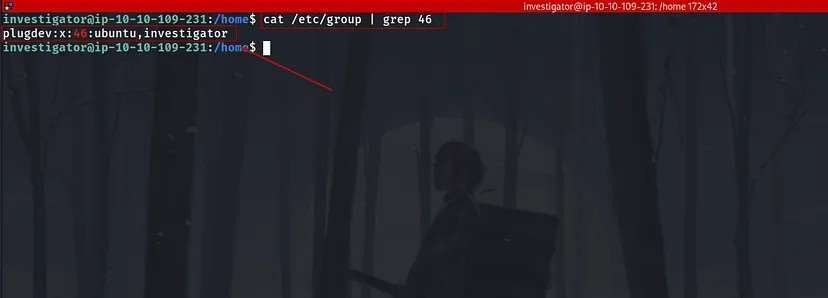 investigator@ip-10-10-109-231: /home 172x42
investigator@ip-10-10-109-231:/home$ cat /etc/group | grep 46
plugdev:x:46:ubuntu,investigator
investigator@ip-10-10-109-231:/home$